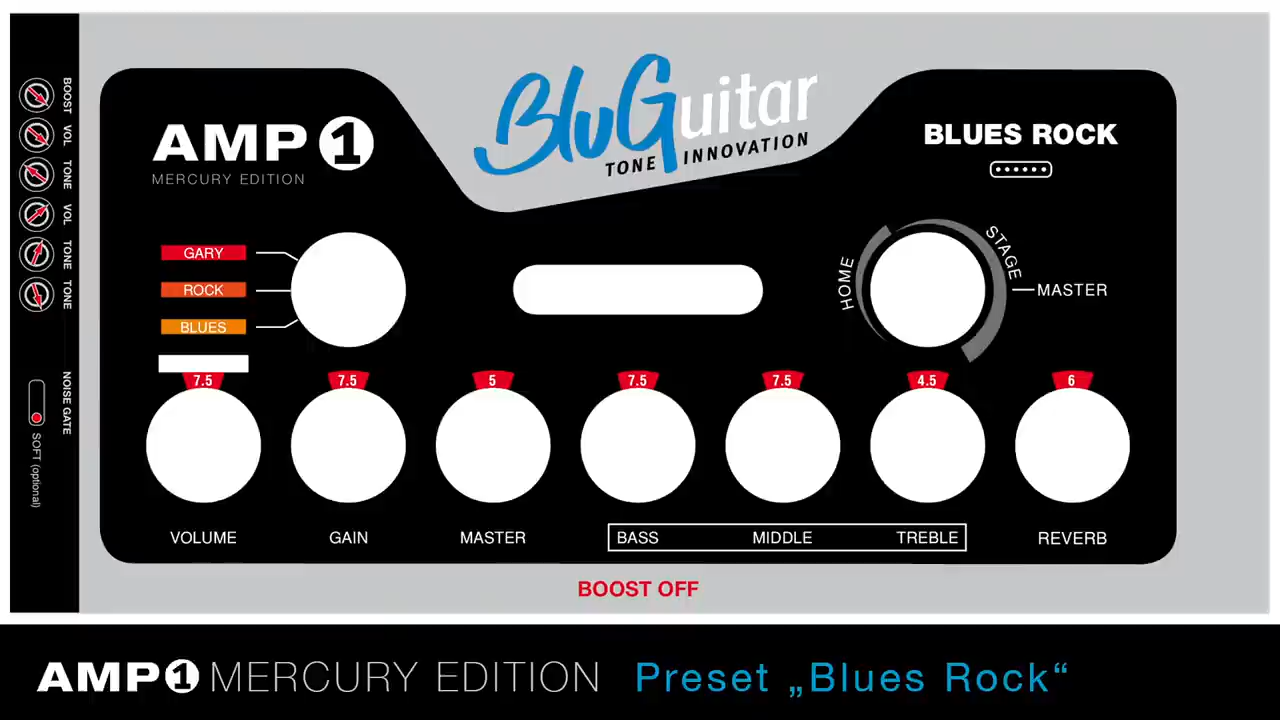 BOOST
VOL
TONE
VOL
TONE
TONE
NOISE GATE
SOFT (optional)
AMP 1
MERCURY EDITION
BluGuitar
TONE INNOVATION
BLUES ROCK
GARY
ROCK
BLUES
HOME
STAGE
MASTER
7.5 7.5 5 7.5 7.5 4.5 6
VOLUME GAIN MASTER BASS MIDDLE TREBLE REVERB
BOOST OFF
AMP1 MERCURY EDITION Preset „Blues Rock“